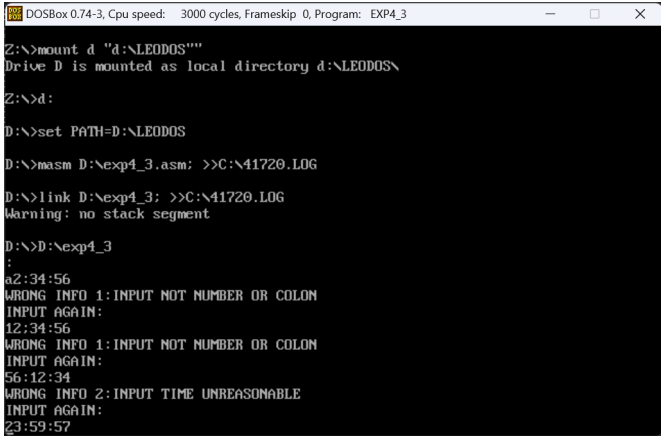 DOS BOX DOSBox 0.74-3, Cpu speed: 3000 cycles, Frameskip 0, Program: EXP4_3
Z:\>mount d "d:\LEODOS""
Drive D is mounted as local directory d:\LEODOS\
Z:\>d:
D:\>set PATH=D:\LEODOS
D:\>masm D:\exp4_3.asm; >>C:\41720.LOG
D:\>link D:\exp4_3; >>C:\41720.LOG
Warning: no stack segment
D:\>D:\exp4_3
:
a2:34:56
WRONG INFO 1:INPUT NOT NUMBER OR COLON
INPUT AGAIN:
12;34:56
WRONG INFO 1:INPUT NOT NUMBER OR COLON
INPUT AGAIN:
56:12:34
WRONG INFO 2:INPUT TIME UNREASONABLE
INPUT AGAIN:
23:59:57